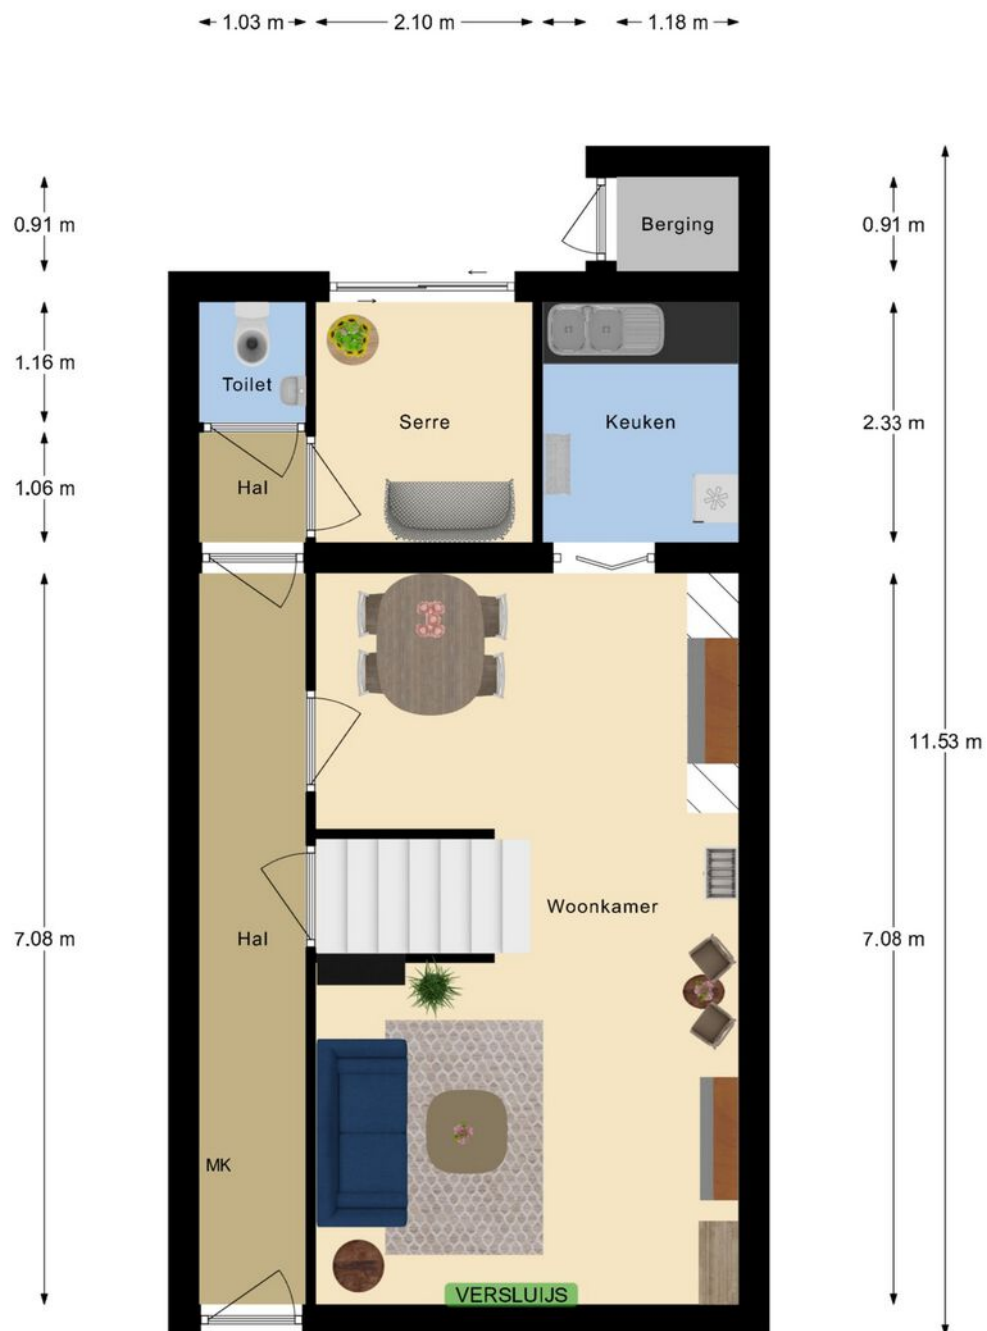 1.03 m 2.10 m 1.18 m
0.91 m Berging 0.91 m
1.16 m
Toilet
Serre Keuken 2.33 m
1.06 m Hal
11.53 m
Woonkamer
7.08 m Hal 7.08 m
MK
VERSLUIJS